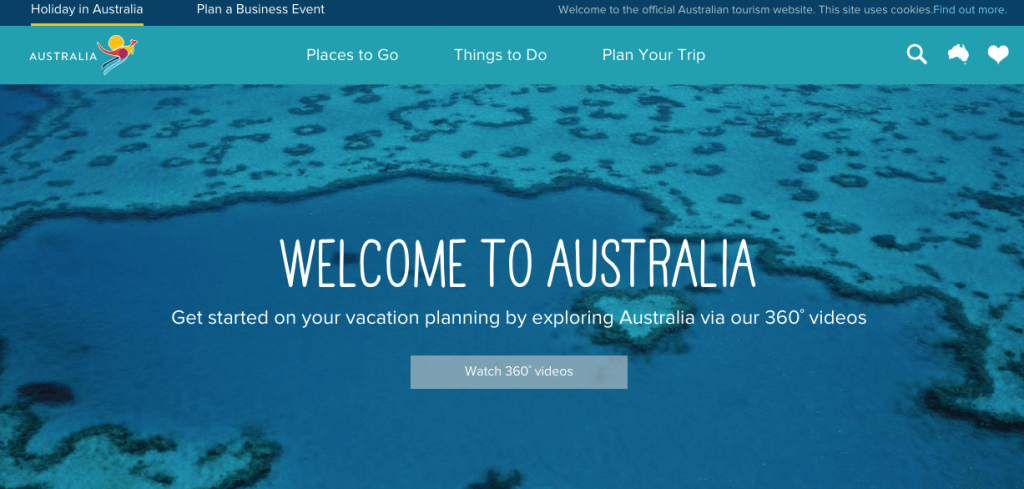 Holiday in Australia
Plan a Business Event
Welcome to the official Australian tourism website. This site uses cookies.Find out more.
AUSTRALIA
Places to Go
Things to Do
Plan Your Trip
WELCOME TO AUSTRALIA
Get started on your vacation planning by exploring Australia via our 360° videos
Watch 360° videos